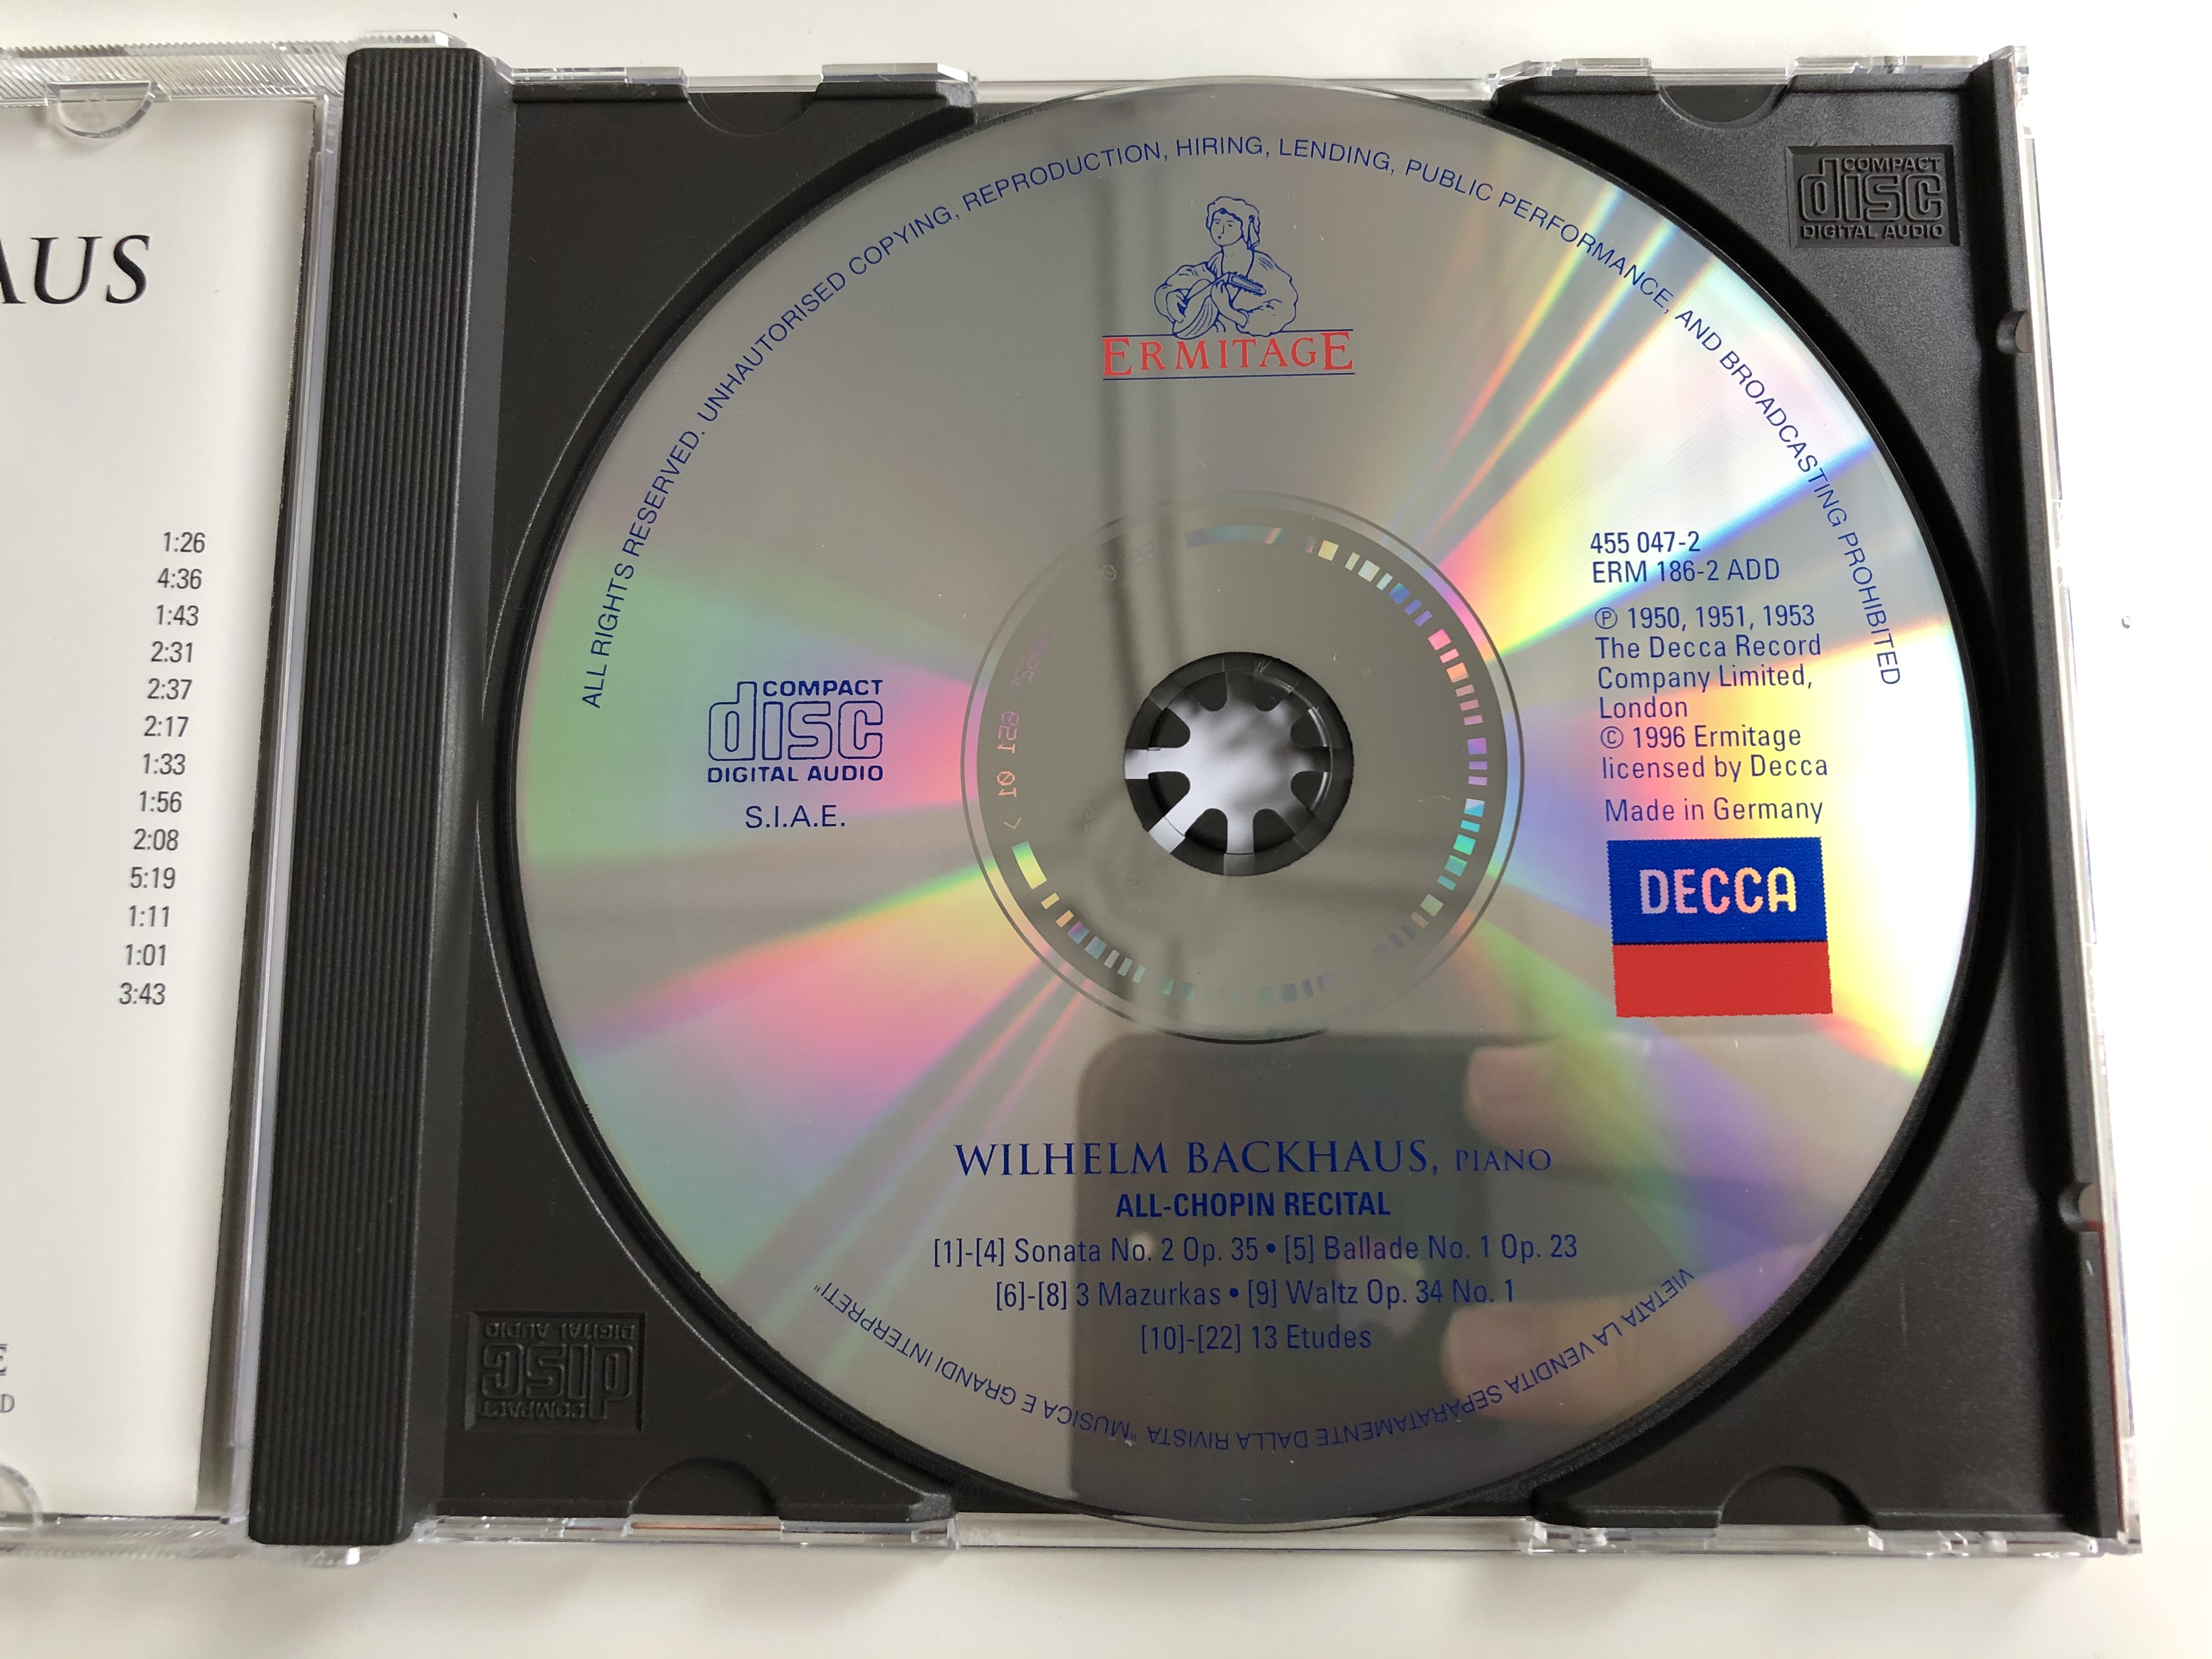 AUS
1:26
4:36
1:43
2:31
2:37
2:17
1:33
1:56
2:08
5:19
1:11
1:01
3:43
E
D
COMPACT
disc
DIGITAL AUDIO
ALL RIGHTS RESERVED. UNHAUTORISED COPYING, REPRODUCTION, HIRING, LENDING, PUBLIC PERFORMANCE, AND BROADCASTING PROHIBITED
ERMITAGE
COMPACT
disc
DIGITAL AUDIO
S.I.A.E.
455 047-2
ERM 186-2 ADD
℗ 1950, 1951, 1953
The Decca Record
Company Limited,
London
© 1996 Ermitage
licensed by Decca
Made in Germany
DECCA
WILHELM BACKHAUS, PIANO
ALL-CHOPIN RECITAL
[1]-[4] Sonata No. 2 Op. 35 • [5] Ballade No. 1 Op. 23
[6]-[8] 3 Mazurkas • [9] Waltz Op. 34 No. 1
[10]-[22] 13 Etudes
VIETATA LA VENDITA SEPARATAMENTE DALLA RIVISTA "MUSICA E GRANDI INTERPRETI"
COMPACT
disc
DIGITAL AUDIO